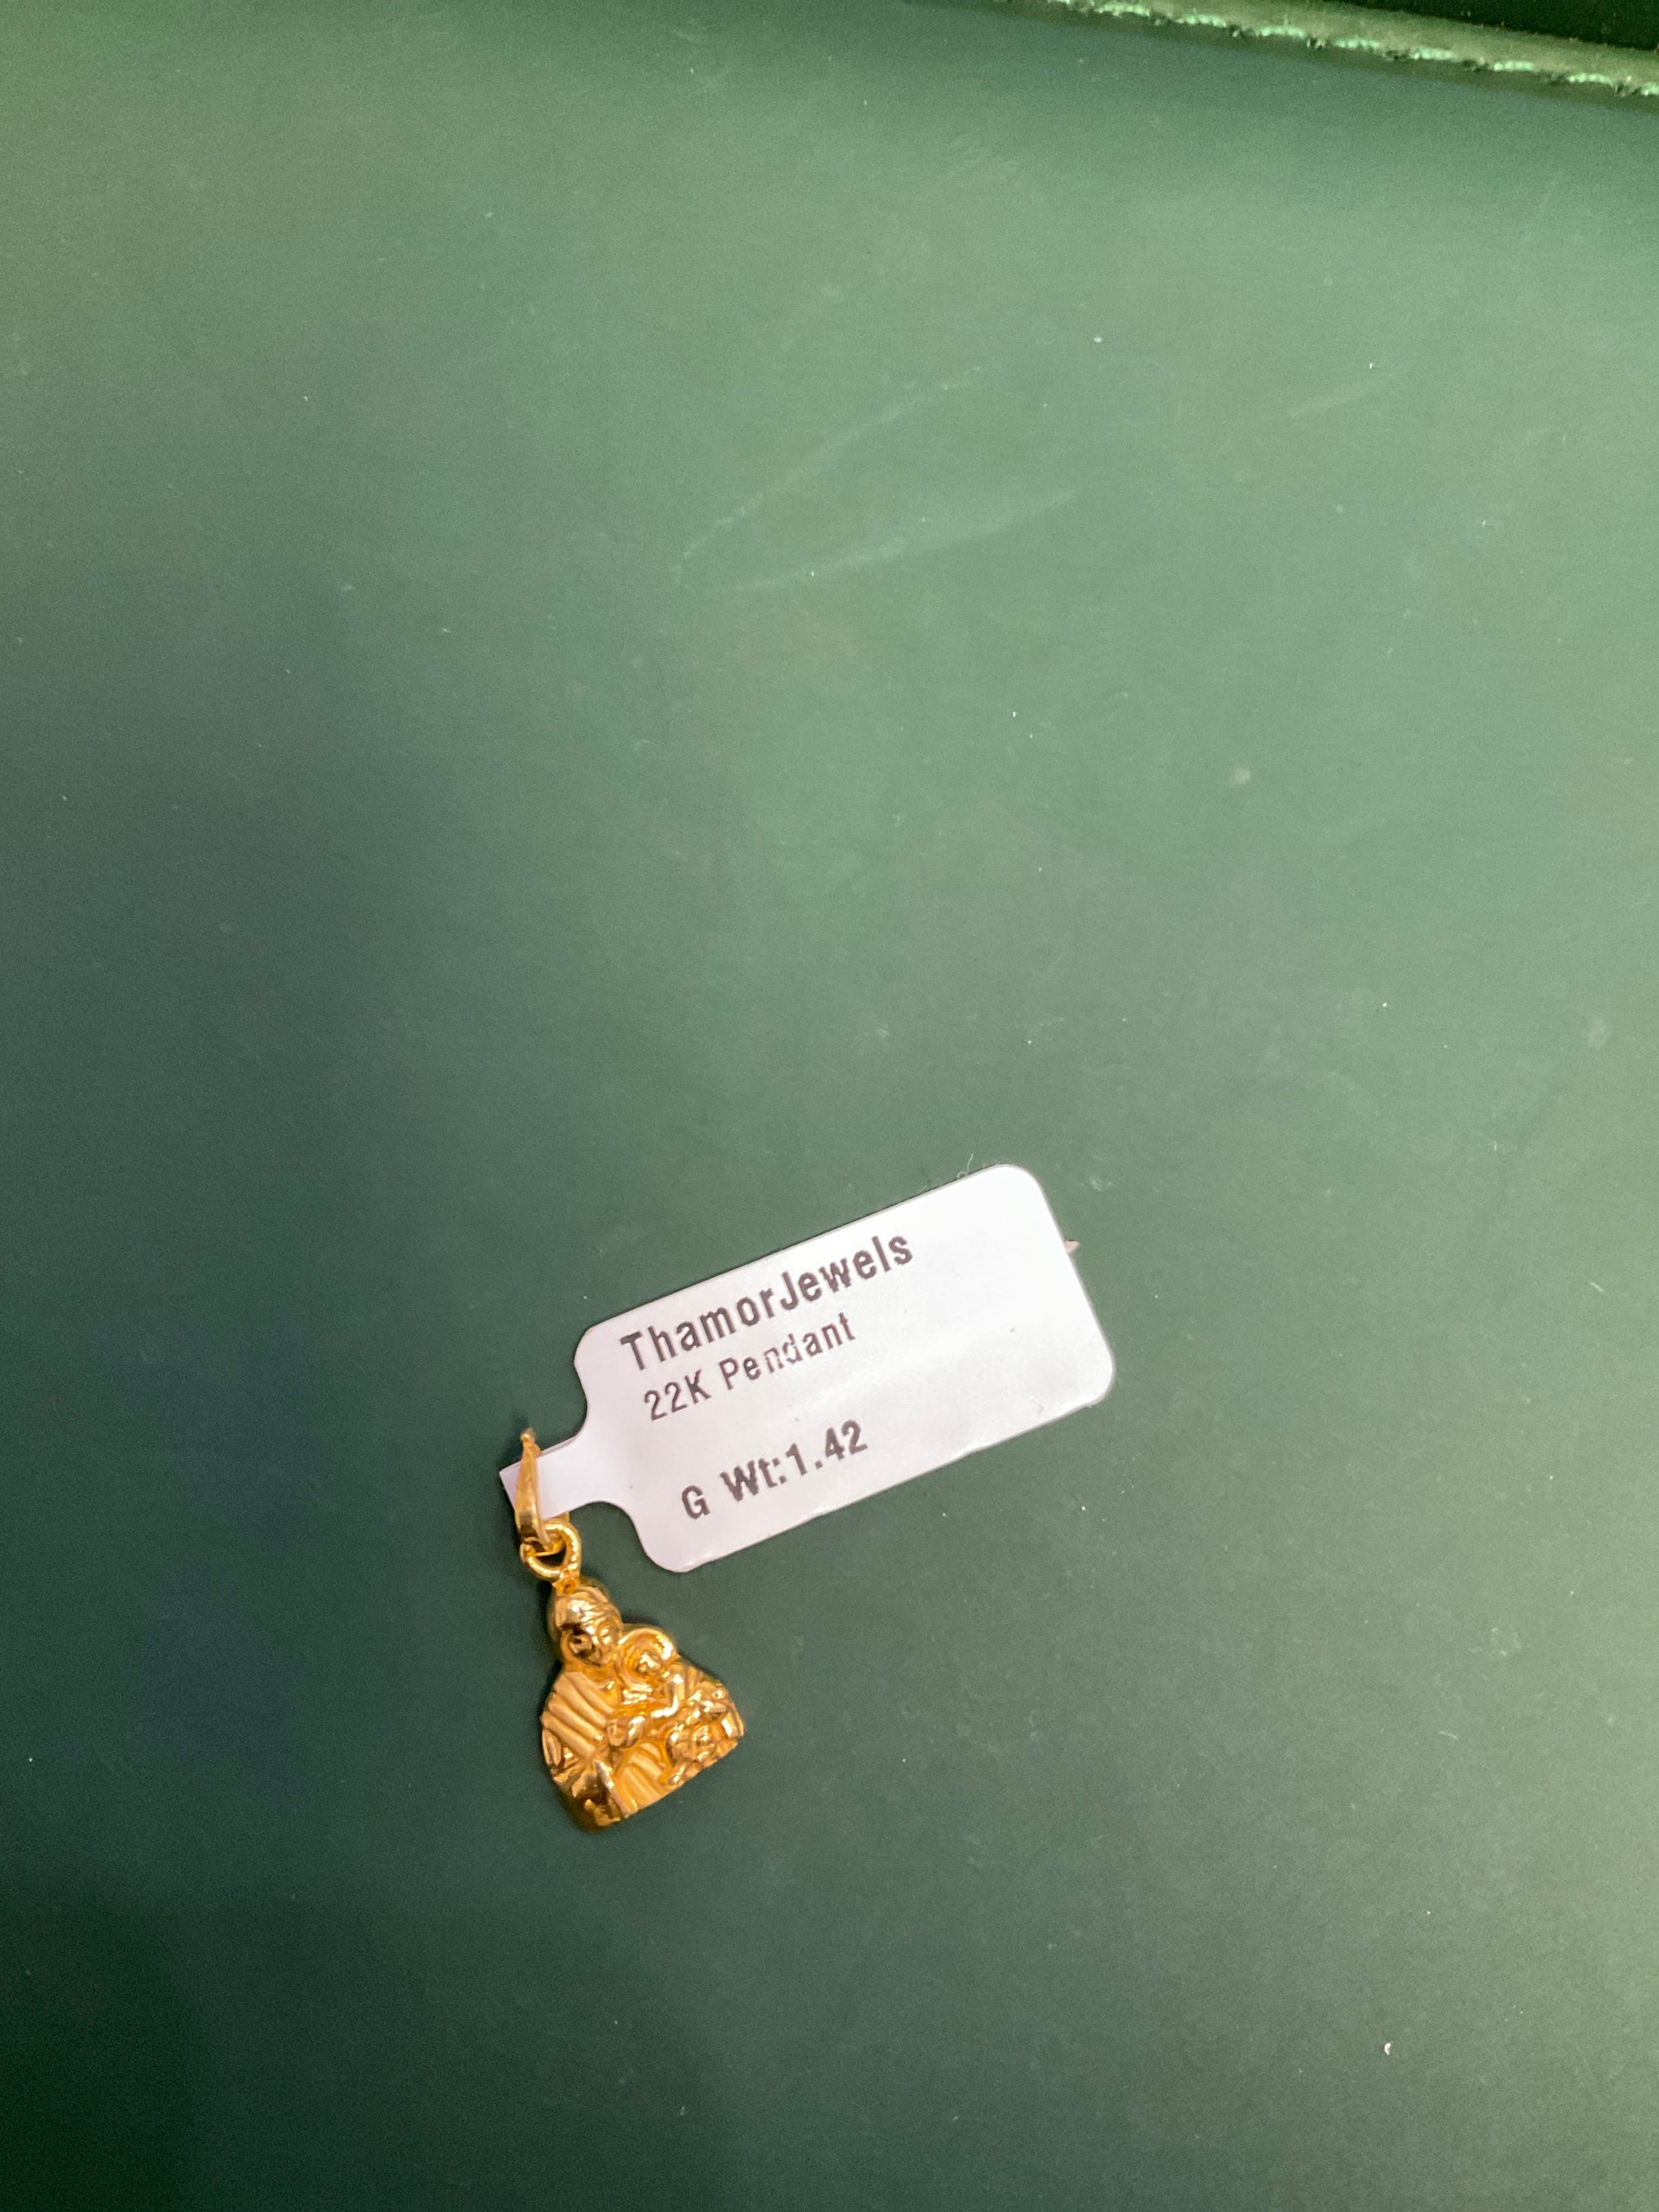 ThamorJewels
22K Pendant
G Wt:1.42